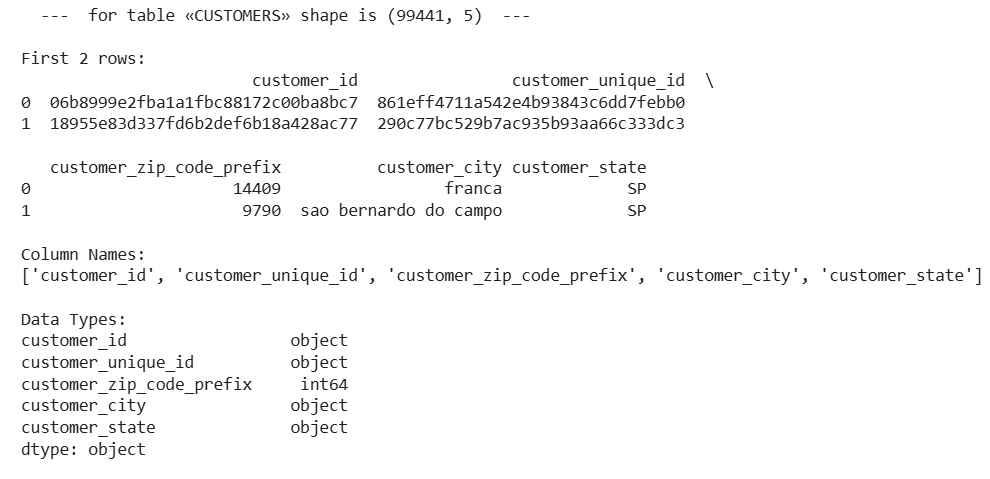 --- for table «CUSTOMERS» shape is (99441, 5) ---
First 2 rows:
customer_id customer_unique_id \
0 06b8999e2fba1a1fbc88172c00ba8bc7 861eff4711a542e4b93843c6dd7febb0
1 18955e83d337fd6b2def6b18a428ac77 290c77bc529b7ac935b93aa66c333dc3
customer_zip_code_prefix customer_city customer_state
0 14409 franca SP
1 9790 sao bernardo do campo SP
Column Names:
['customer_id', 'customer_unique_id', 'customer_zip_code_prefix', 'customer_city', 'customer_state']
Data Types:
customer_id object
customer_unique_id object
customer_zip_code_prefix int64
customer_city object
customer_state object
dtype: object